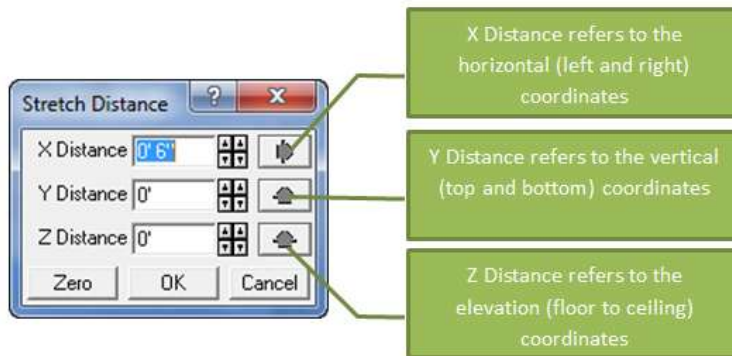 Stretch Distance
?
X
X Distance 0' 6"
Y Distance 0'
Z Distance 0'
Zero OK Cancel
X Distance refers to the
horizontal (left and right)
coordinates
Y Distance refers to the vertical
(top and bottom) coordinates
Z Distance refers to the
elevation (floor to ceiling)
coordinates